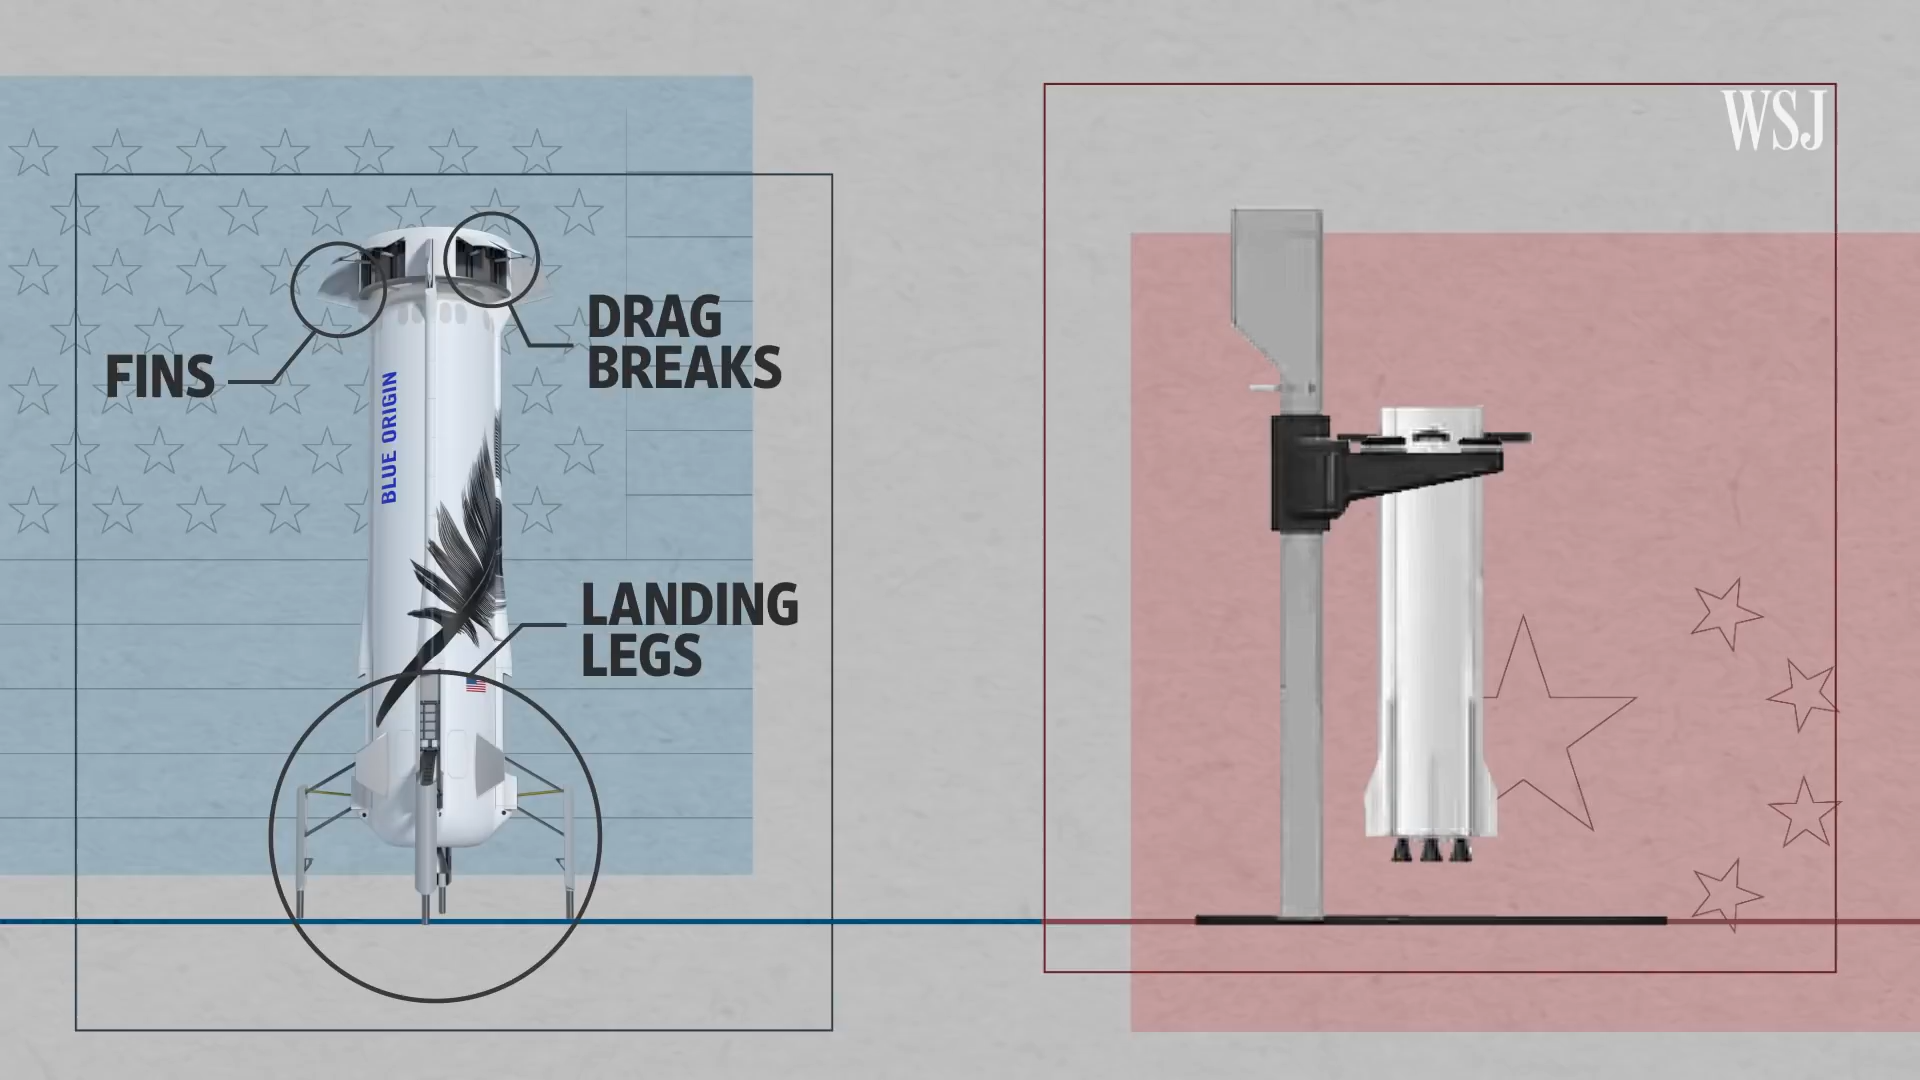 WSJ
FINS
DRAG
BREAKS
BLUE ORIGIN
LANDING
LEGS